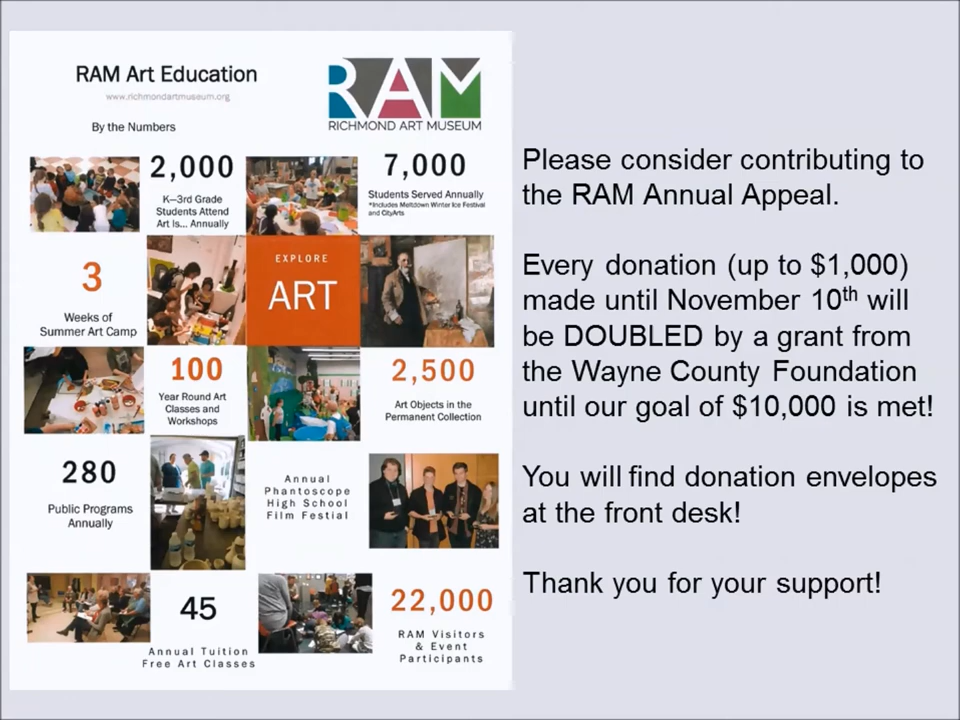 RAM Art Education
www.richmondartmuseum.org
By the Numbers
RAM
RICHMOND ART MUSEUM
2,000
K—3rd Grade
Students Attend
Art Is... Annually
7,000
Students Served Annually
*Includes Meltdown Winter Ice Festival
and CityArts
3
Weeks of
Summer Art Camp
EXPLORE
ART
100
Year Round Art
Classes and
Workshops
2,500
Art Objects in the
Permanent Collection
280
Public Programs
Annually
Annual
Phantoscope
High School
Film Festial
45
Annual Tuition
Free Art Classes
22,000
RAM Visitors
& Event
Participants
Please consider contributing to
the RAM Annual Appeal.
Every donation (up to $1,000)
made until November 10th will
be DOUBLED by a grant from
the Wayne County Foundation
until our goal of $10,000 is met!
You will find donation envelopes
at the front desk!
Thank you for your support!